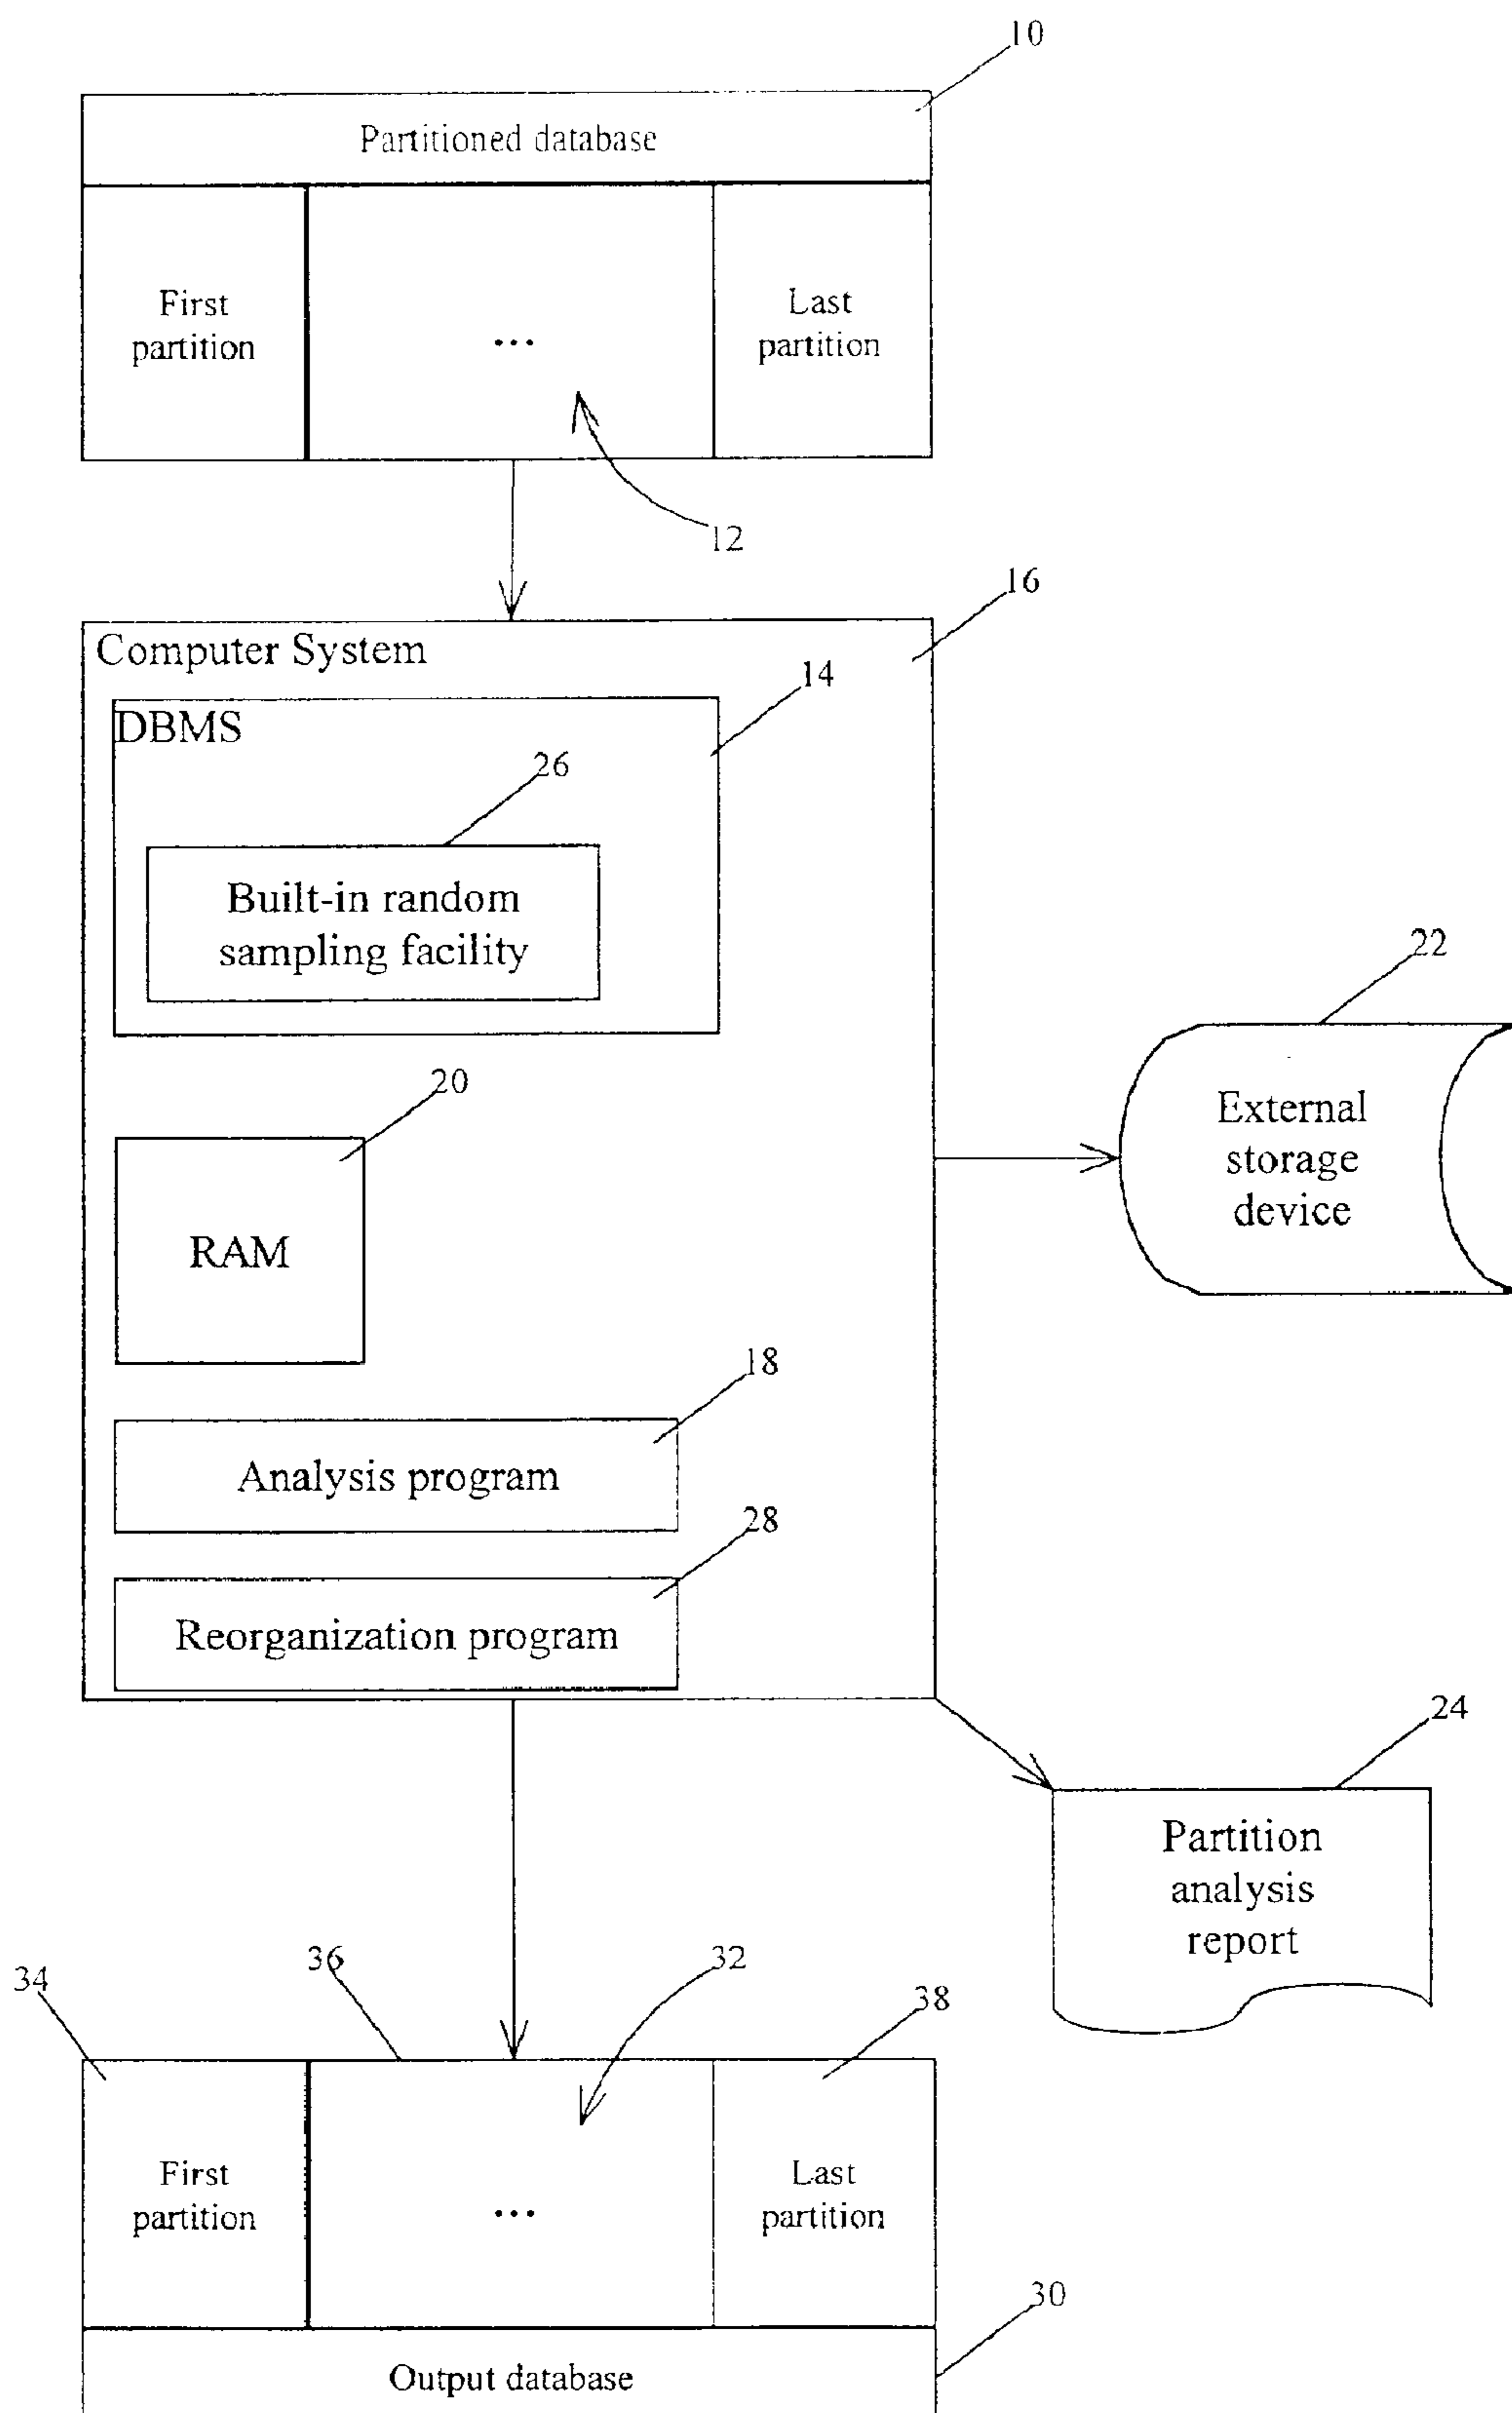 10
Partitioned database
First
partition
...
Last
partition
12
16
Computer System
14
DBMS
26
Built-in random
sampling facility
22
External
storage
device
20
RAM
18
Analysis program
28
Reorganization program
24
Partition
analysis
report
34
36
32
38
First
partition
...
Last
partition
30
Output database